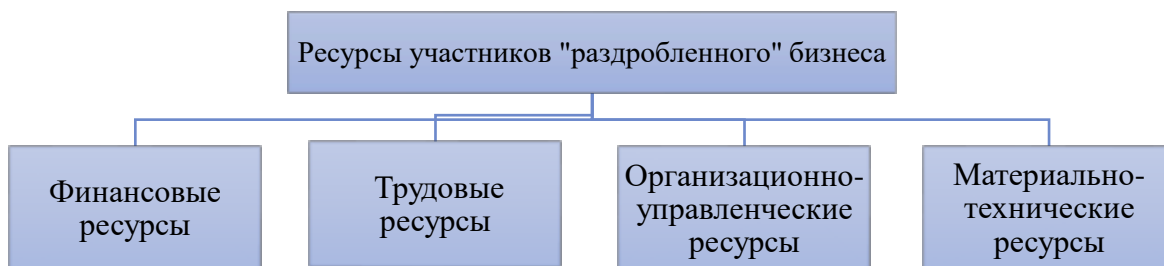 Ресурсы участников "раздробленного" бизнеса
Финансовые
ресурсы
Трудовые
ресурсы
Организационно-
управленческие
ресурсы
Материально-
технические
ресурсы